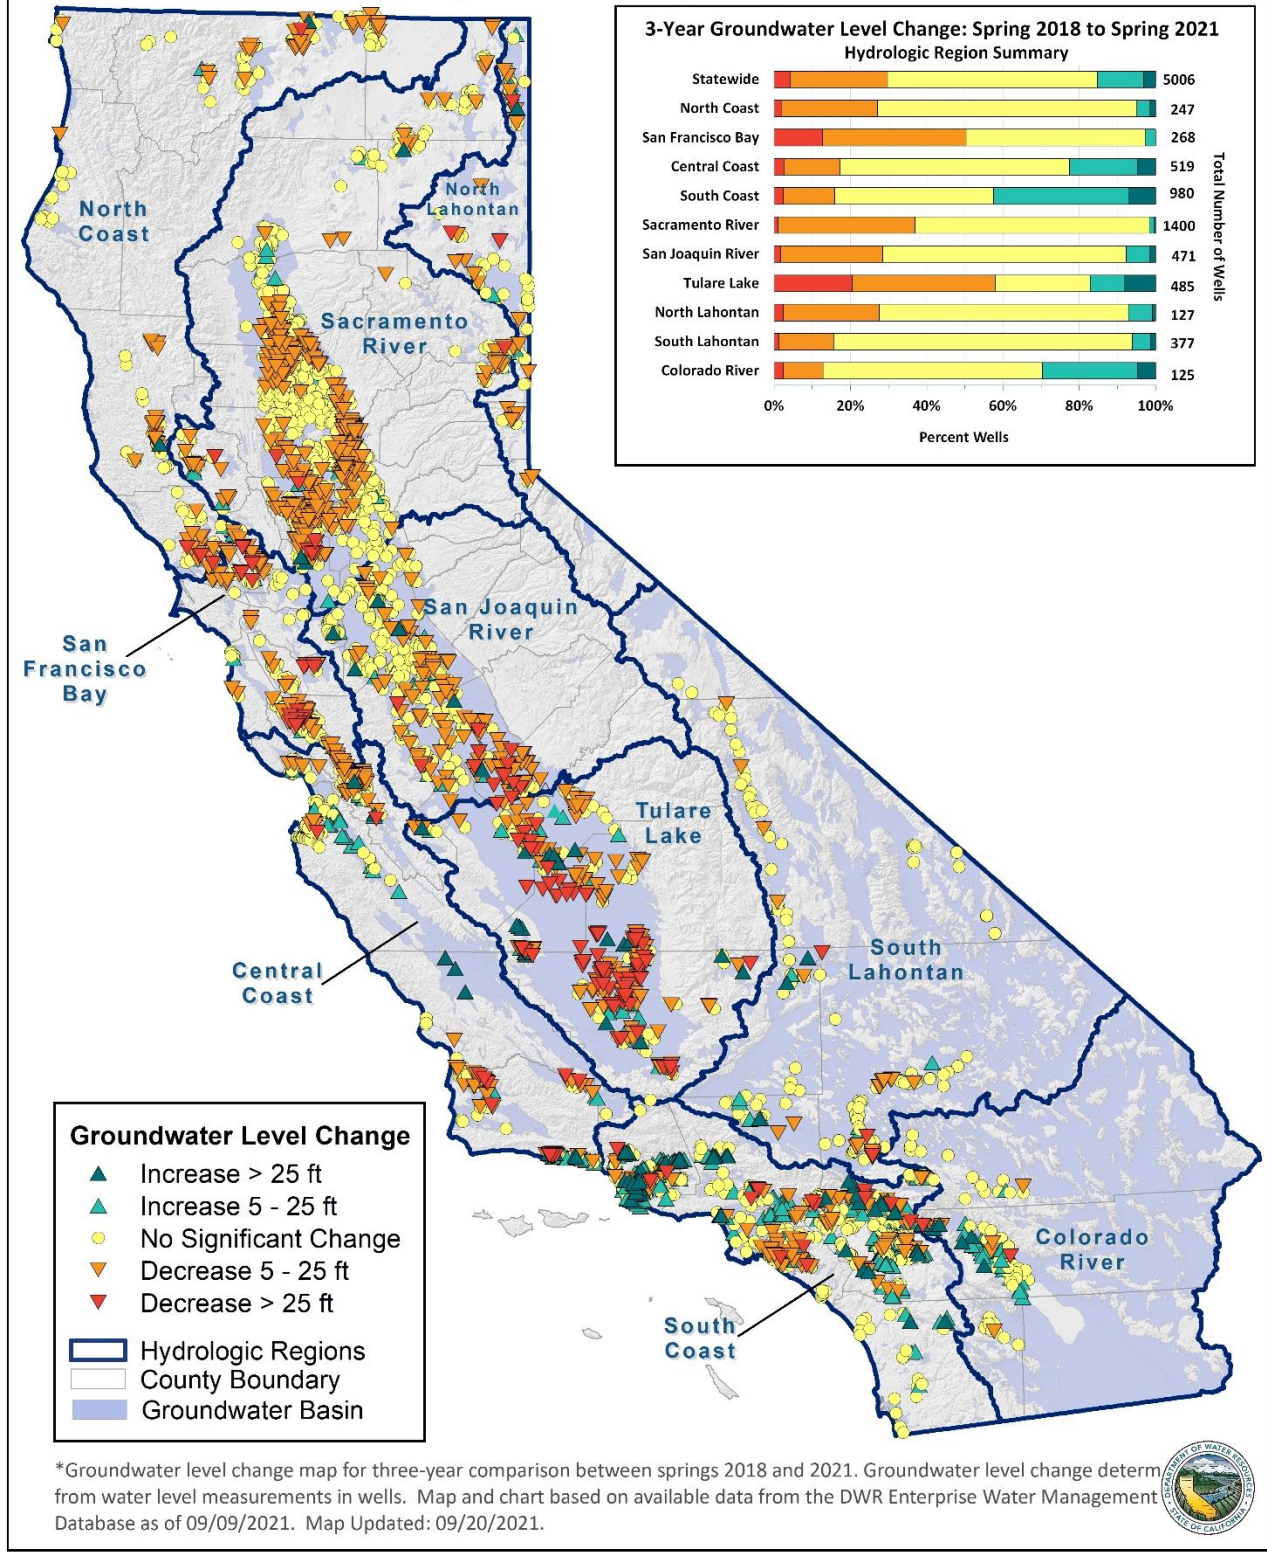 3-Year Groundwater Level Change: Spring 2018 to Spring 2021
Hydrologic Region Summary
Statewide 5006
North Coast 247
San Francisco Bay 268
Central Coast 519
South Coast 980
Sacramento River 1400
San Joaquin River 471
Tulare Lake 485
North Lahontan 127
South Lahontan 377
Colorado River 125
Total Number of Wells
0% 20% 40% 60% 80% 100%
Percent Wells
North
Coast
North
Lahontan
Sacramento
River
San Joaquin
River
San
Francisco
Bay
Tulare
Lake
Central
Coast
South
Lahontan
Colorado
River
South
Coast
Groundwater Level Change
Increase > 25 ft
Increase 5 - 25 ft
No Significant Change
Decrease 5 - 25 ft
Decrease > 25 ft
Hydrologic Regions
County Boundary
Groundwater Basin
*Groundwater level change map for three-year comparison between springs 2018 and 2021. Groundwater level change determ
from water level measurements in wells. Map and chart based on available data from the DWR Enterprise Water Management
Database as of 09/09/2021. Map Updated: 09/20/2021.
DEPARTMENT OF WATER RESOURCES
STATE OF CALIFORNIA